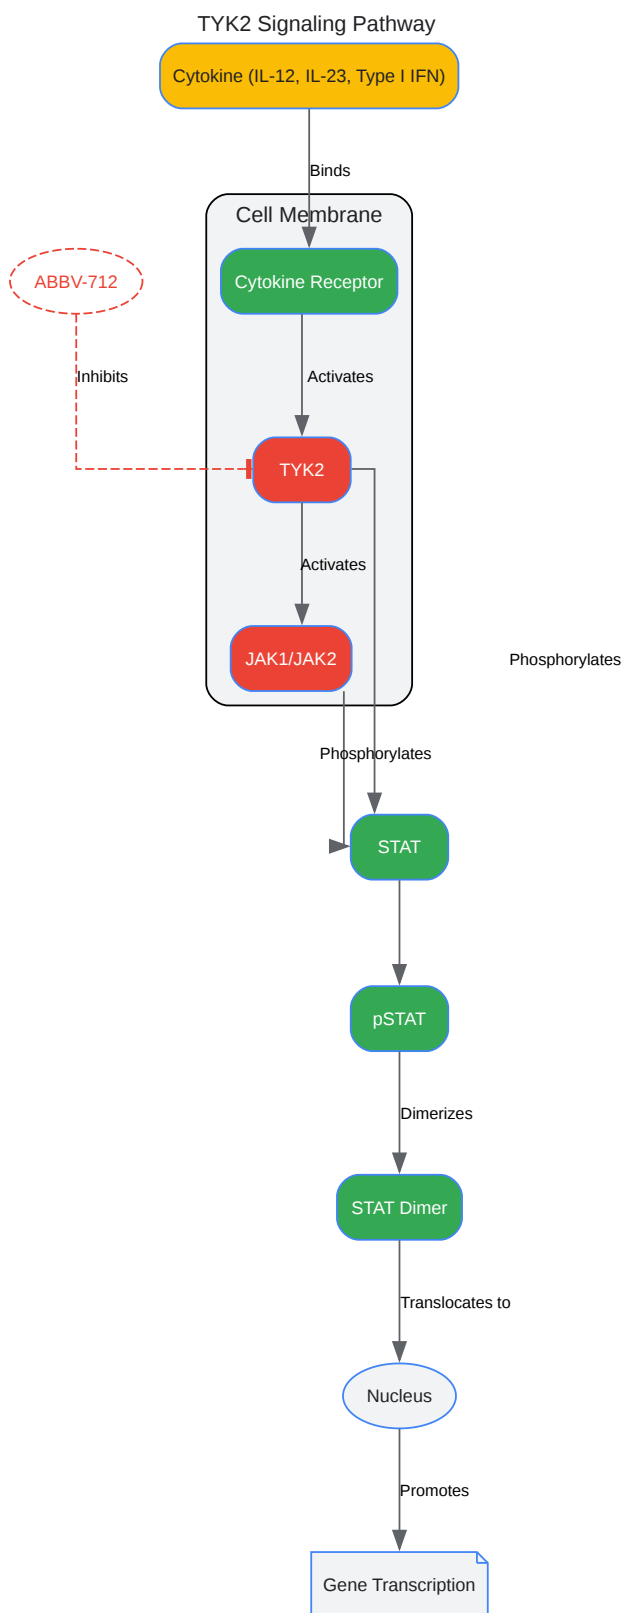 TYK2 Signaling Pathway
Cytokine (IL-12, IL-23, Type I IFN)
Binds
Cell Membrane
ABBV-712
Cytokine Receptor
Inhibits
Activates
TYK2
Activates
JAK1/JAK2
Phosphorylates
Phosphorylates
STAT
pSTAT
Dimerizes
STAT Dimer
Translocates to
Nucleus
Promotes
Gene Transcription